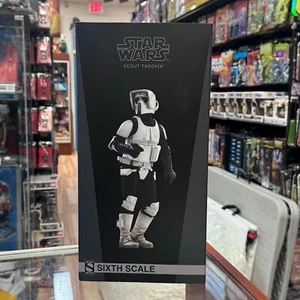 STAR
WARS
SCOUT TROOPER
S SIXTH SCALE